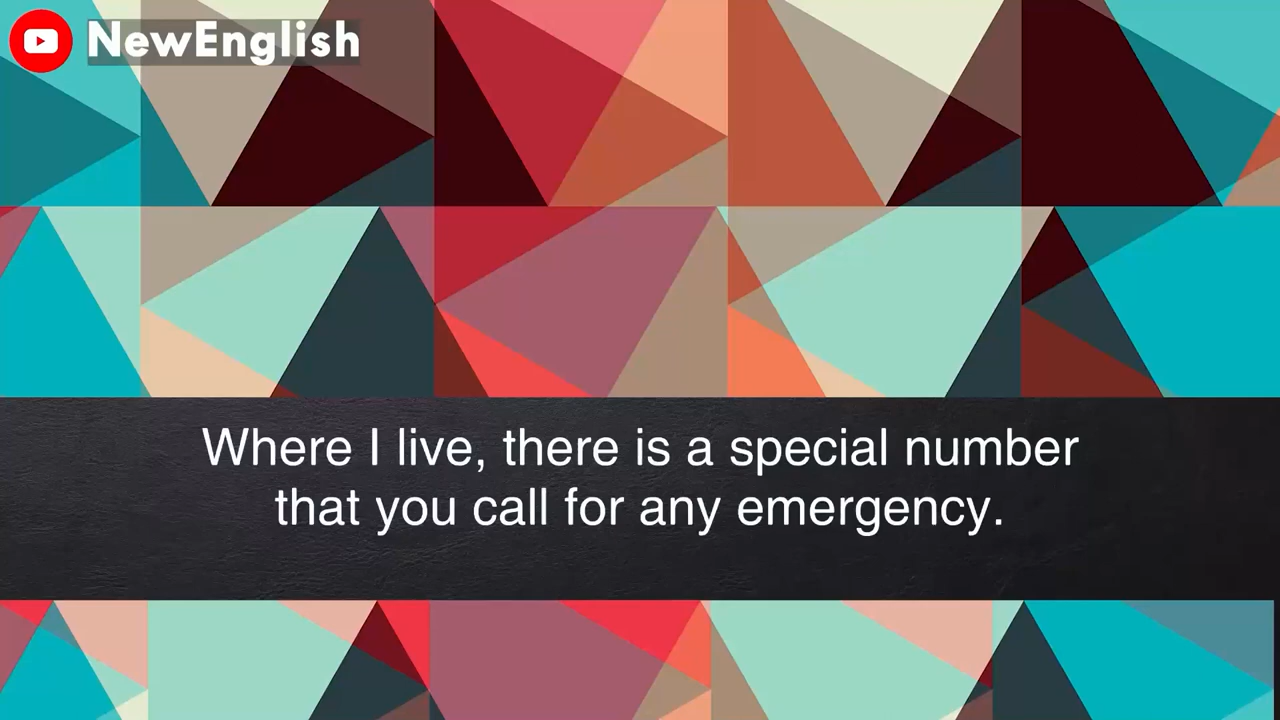 NewEnglish
Where I live, there is a special number
that you call for any emergency.